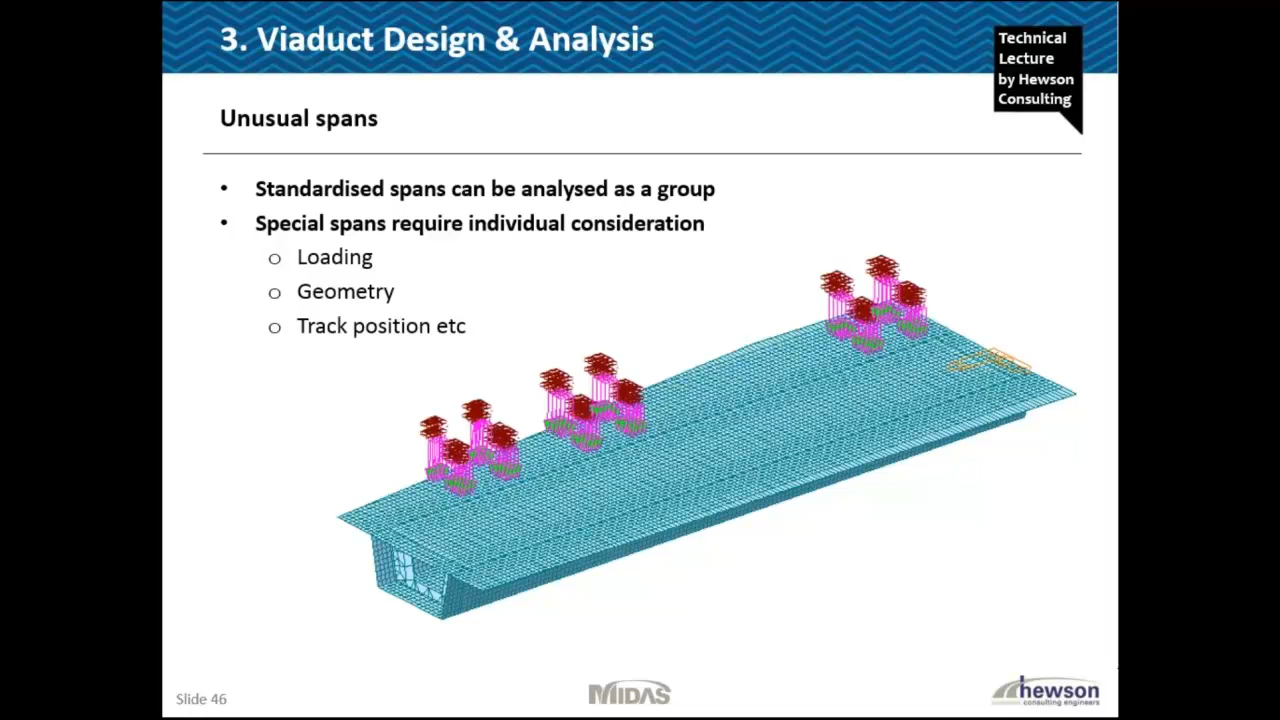 3. Viaduct Design & Analysis
Technical
Lecture
by Hewson
Consulting
Unusual spans
• Standardised spans can be analysed as a group
• Special spans require individual consideration
o Loading
o Geometry
o Track position etc
Slide 46
MIDAS
hewson
consulting engineers